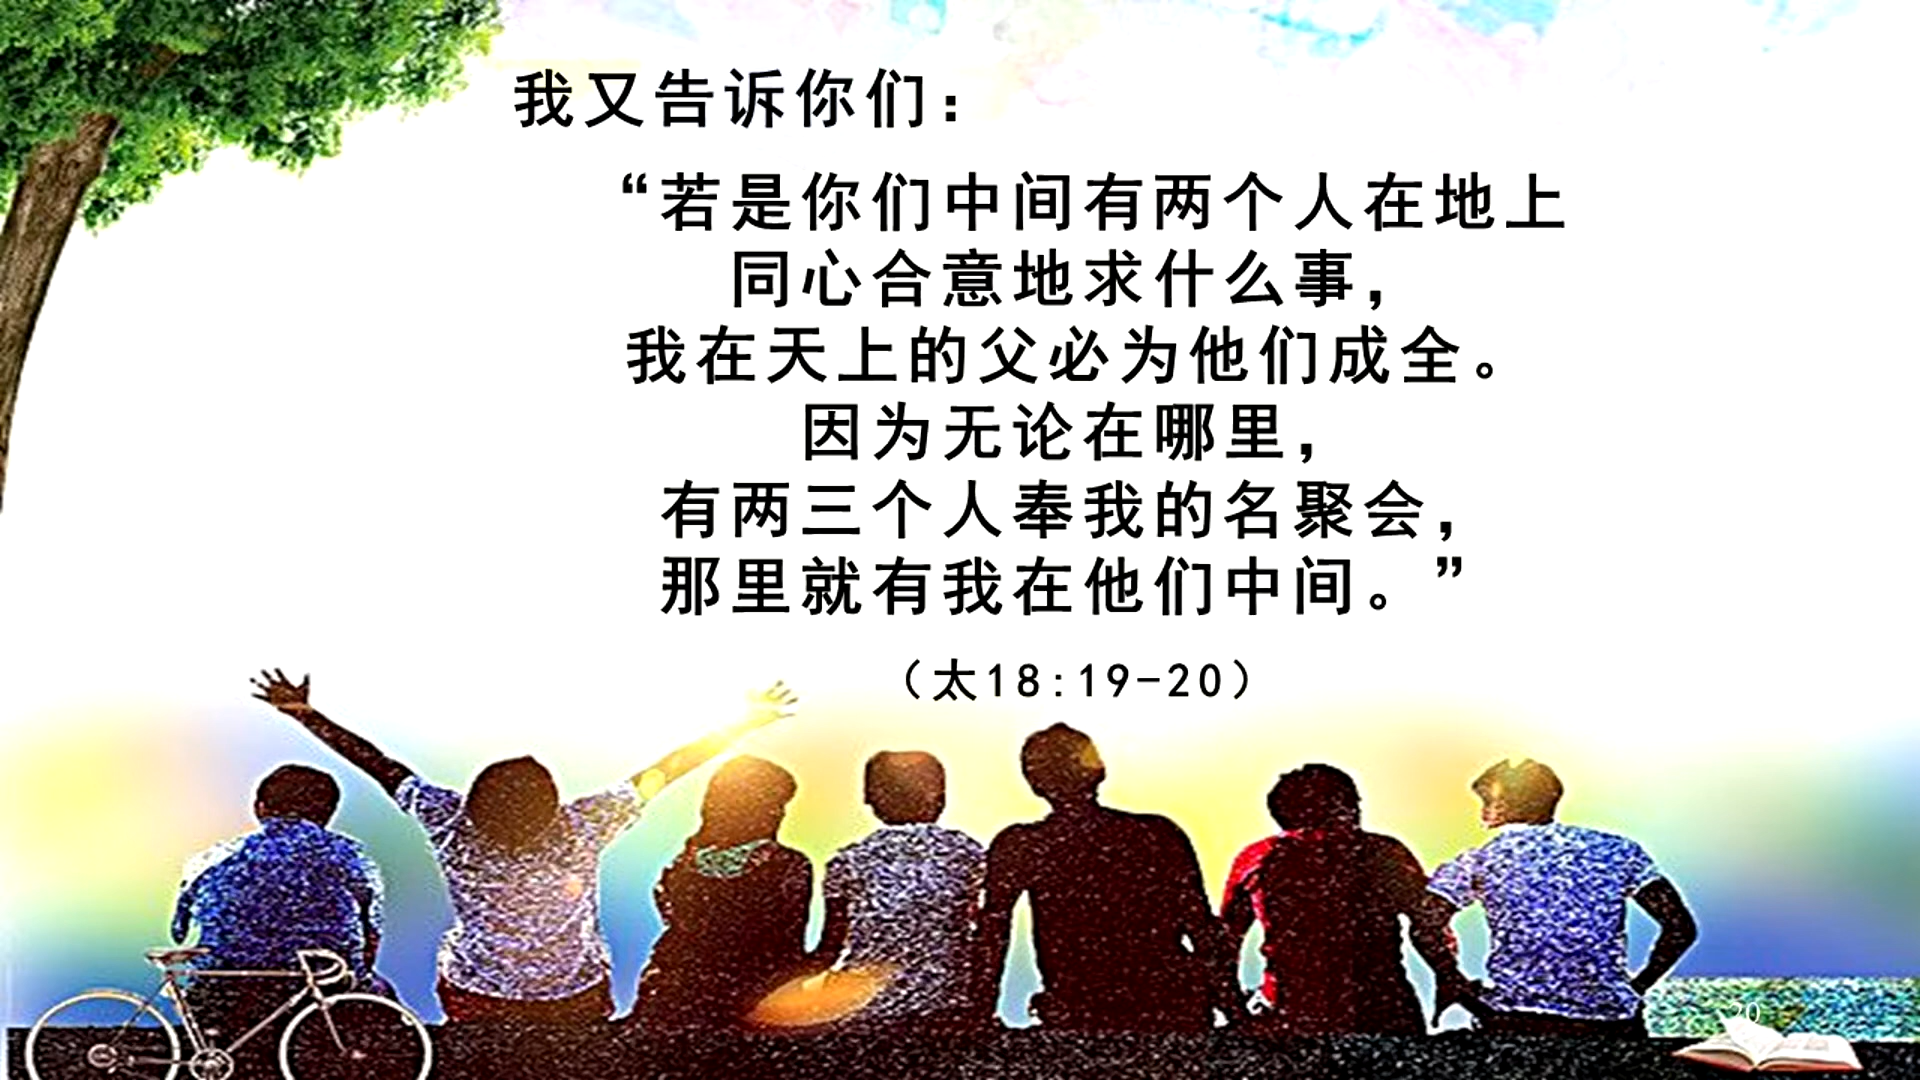 我又告诉你们：
“若是你们中间有两个人在地上
同心合意地求什么事，
我在天上的父必为他们成全。
因为无论在哪里，
有两三个人奉我的名聚会，
那里就有我在他们中间。”
（太18:19-20）
20